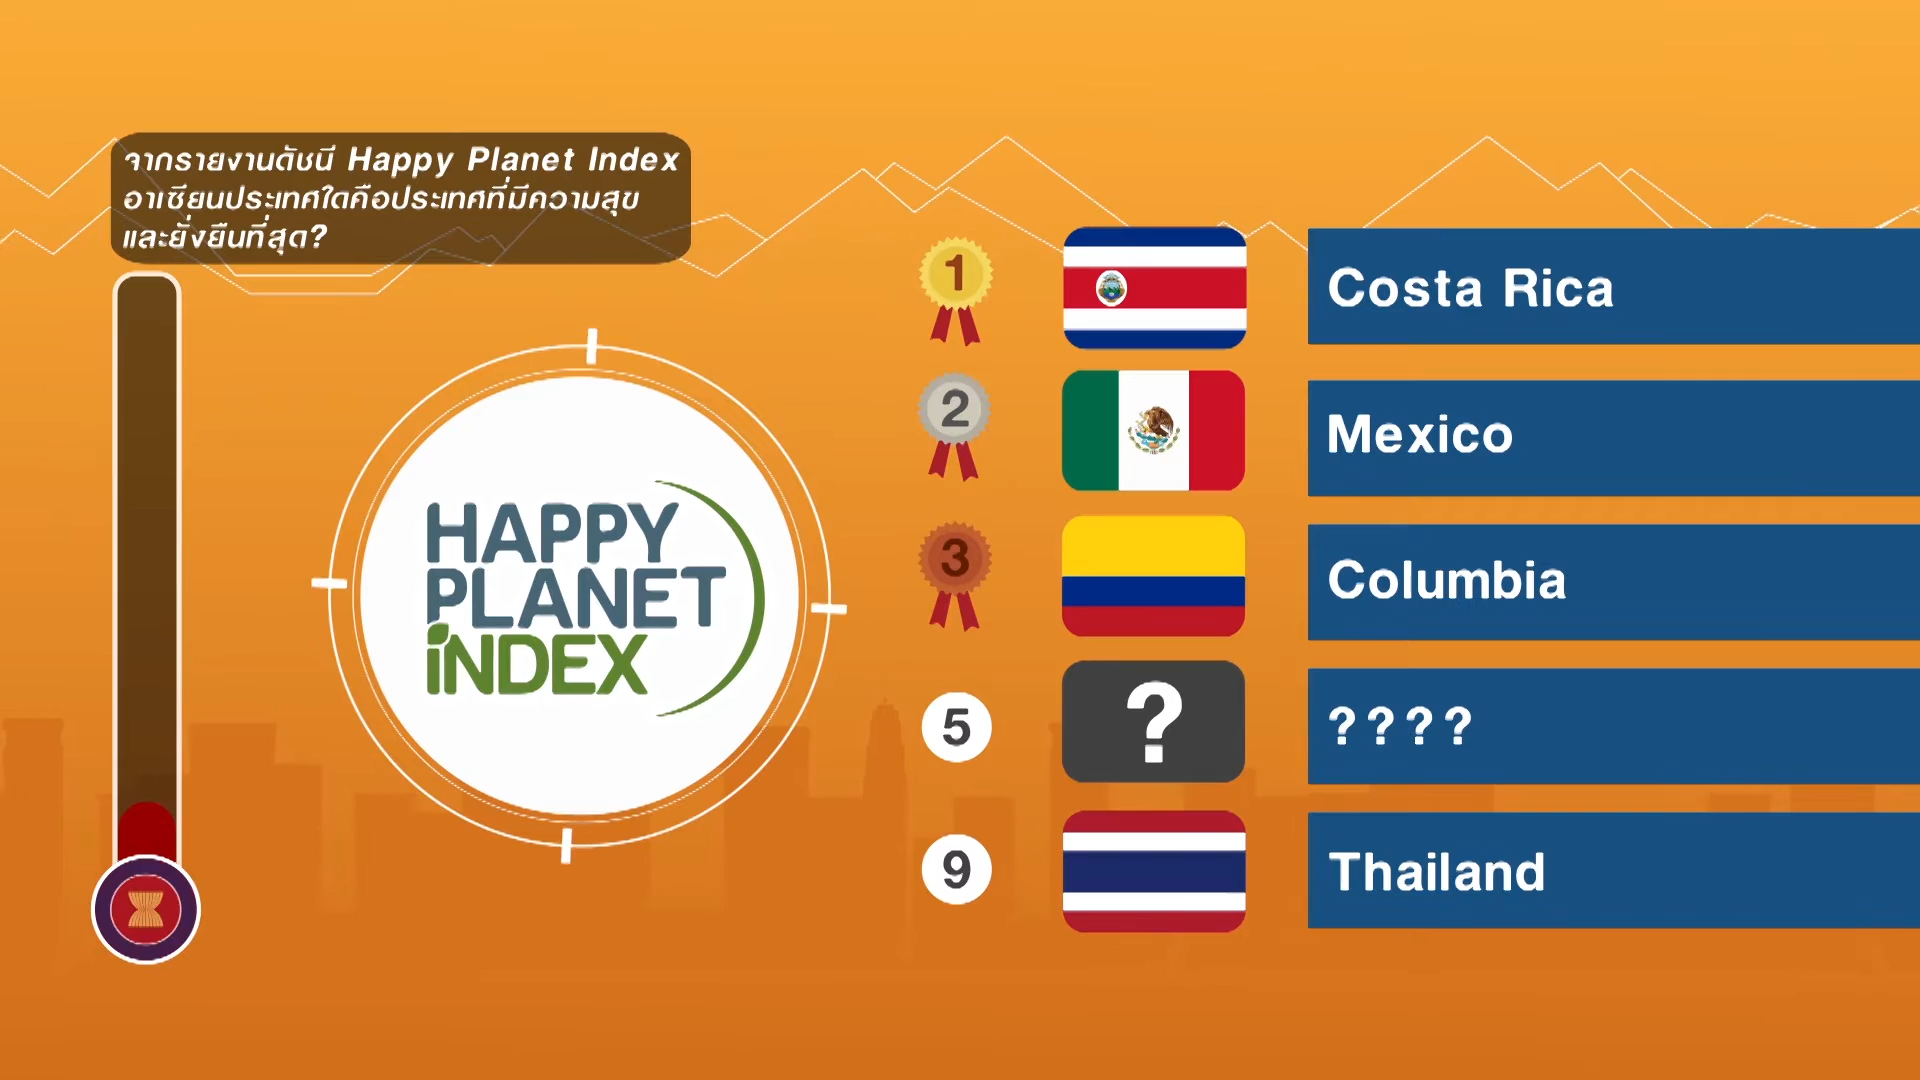 จากรายงานดัชนี Happy Planet Index
อาเซียนประเทศใดคือประเทศที่มีความสุข
และยั่งยืนที่สุด?
HAPPY
PLANET
iNDEX
1
Costa Rica
2
Mexico
3
Columbia
5
?
????
9
Thailand